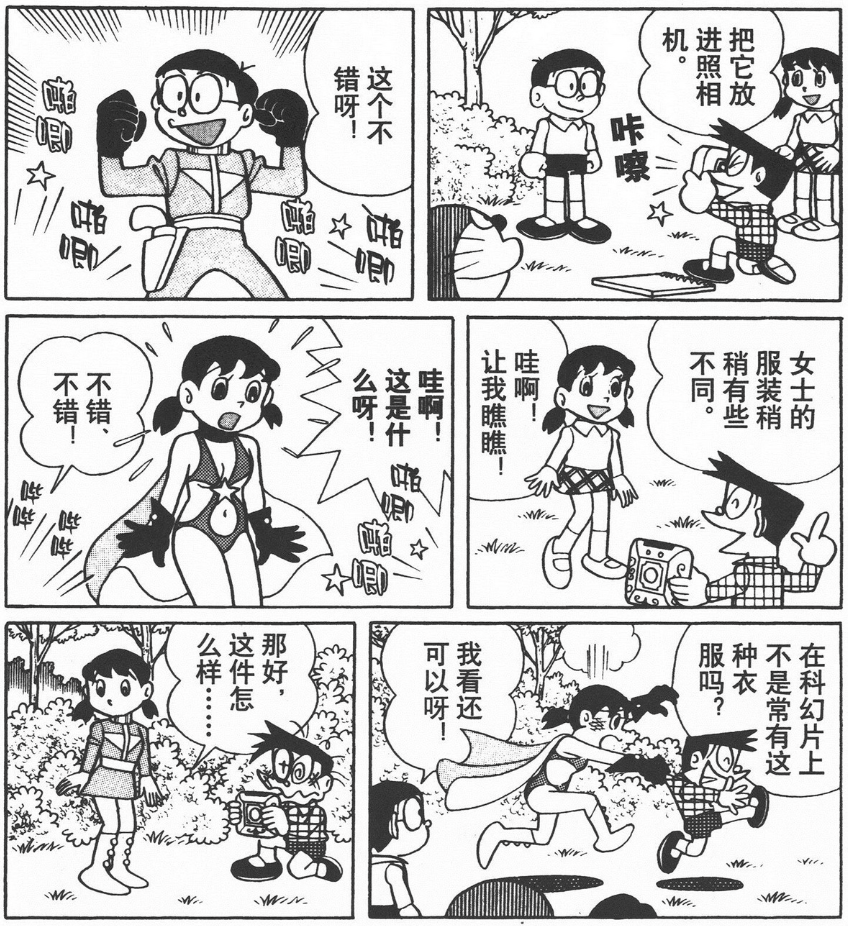 把它放
进照相
机。
咔嚓
这个不
错呀!
啪唧
啪唧
啪唧
啪唧
女士的
服装稍
稍有些
不同。
哇啊!
让我瞧瞧!
哇啊!
这是什
么呀!
啪唧
啪唧
不错、
不错!
哗哗
哗哗
在科幻片上
不是常有这
种衣
服吗?
我看还
可以呀!
那好,
这件怎
么样……